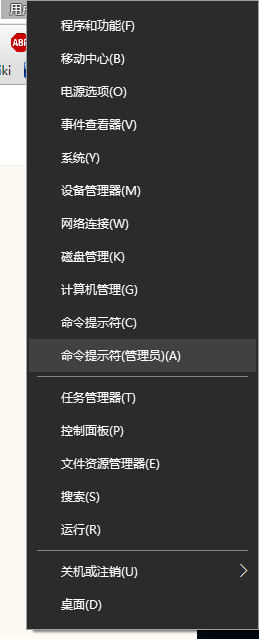 用户
ABP
iki
程序和功能(F)
移动中心(B)
电源选项(O)
事件查看器(V)
系统(Y)
设备管理器(M)
网络连接(W)
磁盘管理(K)
计算机管理(G)
命令提示符(C)
命令提示符(管理员)(A)
任务管理器(T)
控制面板(P)
文件资源管理器(E)
搜索(S)
运行(R)
关机或注销(U)
桌面(D)